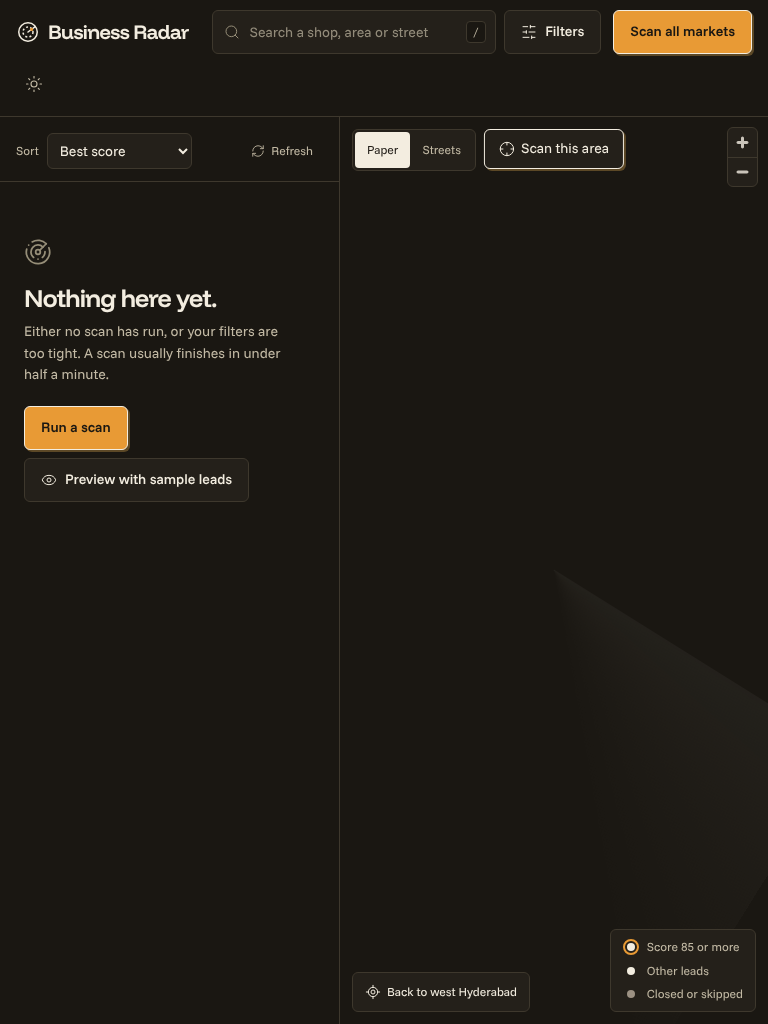 Business Radar
Search a shop, area or street
/
Filters
Scan all markets
Sort
Best score
Refresh
Paper
Streets
Scan this area
+
−
Nothing here yet.
Either no scan has run, or your filters are
too tight. A scan usually finishes in under
half a minute.
Run a scan
Preview with sample leads
Score 85 or more
Other leads
Closed or skipped
Back to west Hyderabad